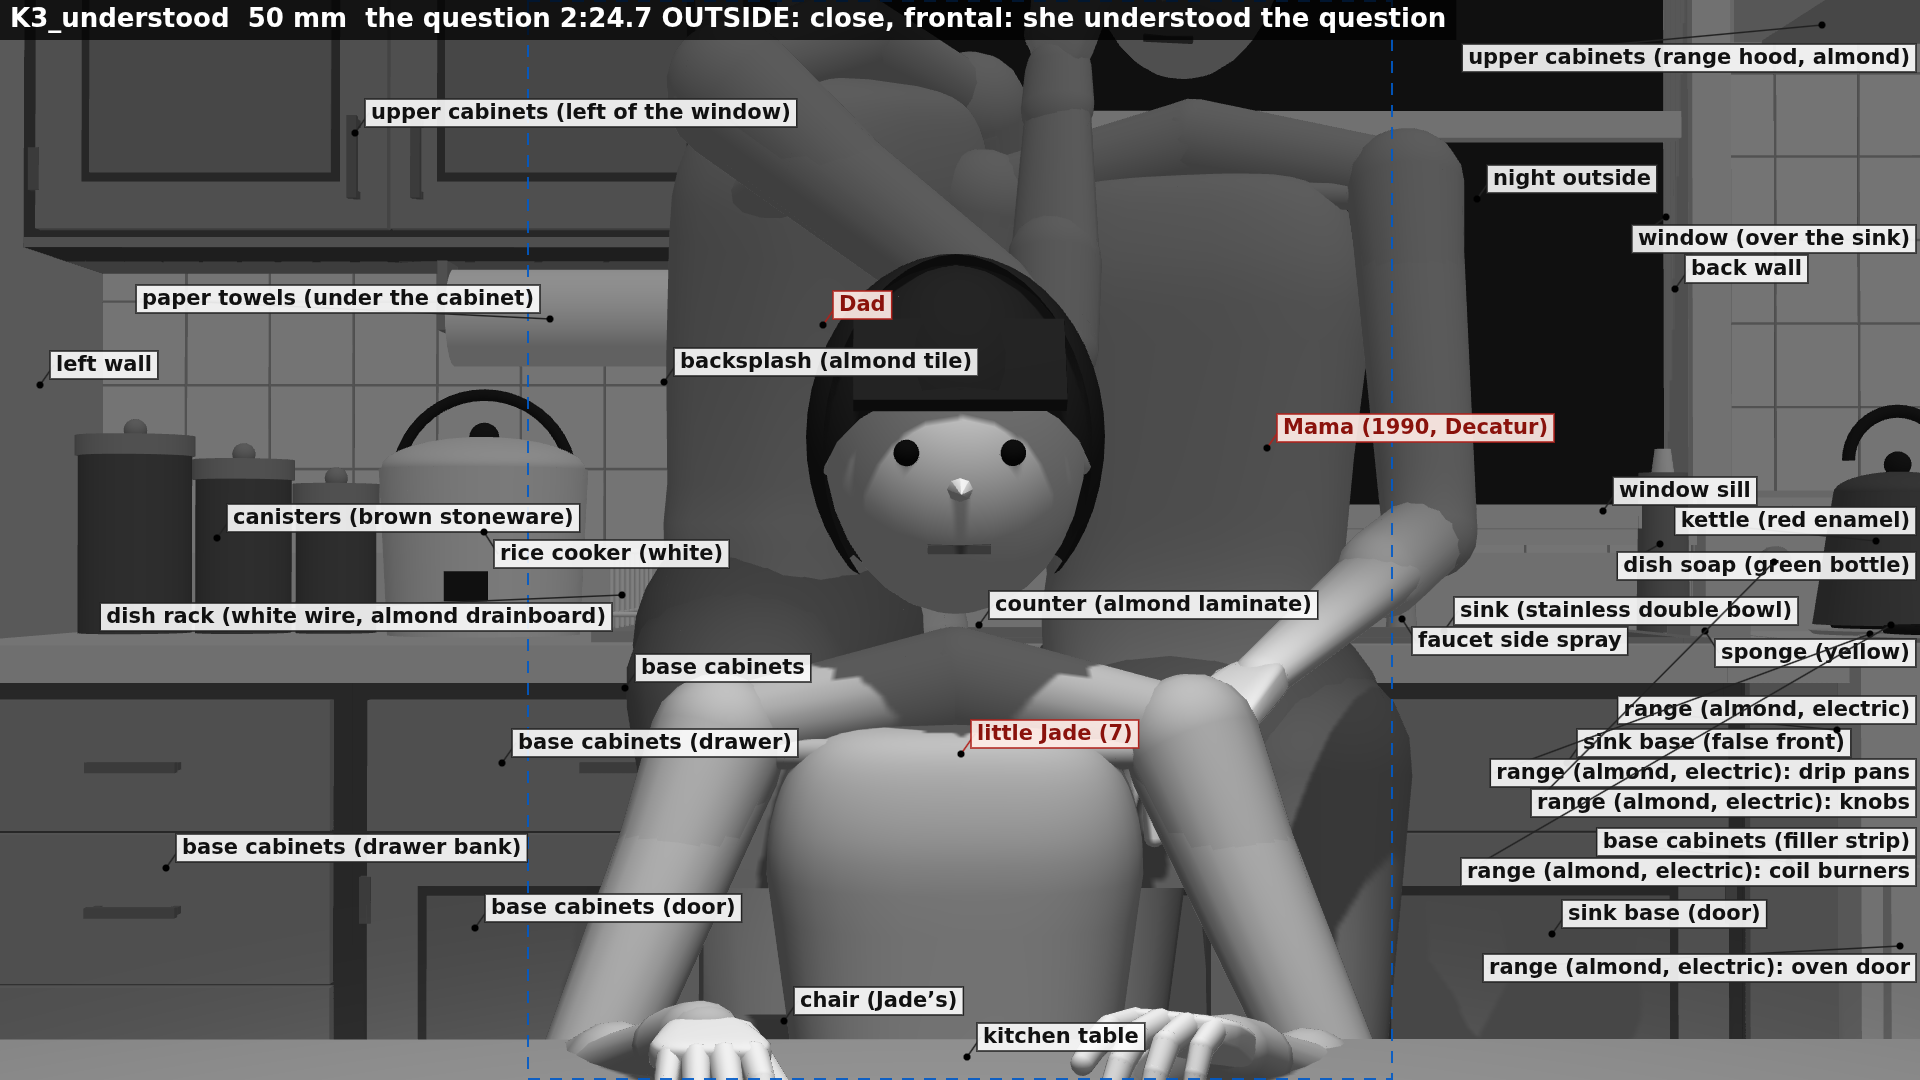 K3_understood 50 mm the question 2:24.7 OUTSIDE: close, frontal: she understood the question
upper cabinets (range hood, almond)
upper cabinets (left of the window)
night outside
window (over the sink)
back wall
paper towels (under the cabinet)
Dad
left wall
backsplash (almond tile)
Mama (1990, Decatur)
window sill
canisters (brown stoneware)
kettle (red enamel)
rice cooker (white)
dish soap (green bottle)
dish rack (white wire, almond drainboard)
counter (almond laminate)
sink (stainless double bowl)
faucet side spray
sponge (yellow)
base cabinets
range (almond, electric)
little Jade (7)
base cabinets (drawer)
sink base (false front)
range (almond, electric): drip pans
range (almond, electric): knobs
base cabinets (filler strip)
base cabinets (drawer bank)
range (almond, electric): coil burners
base cabinets (door)
sink base (door)
range (almond, electric): oven door
chair (Jade’s)
kitchen table